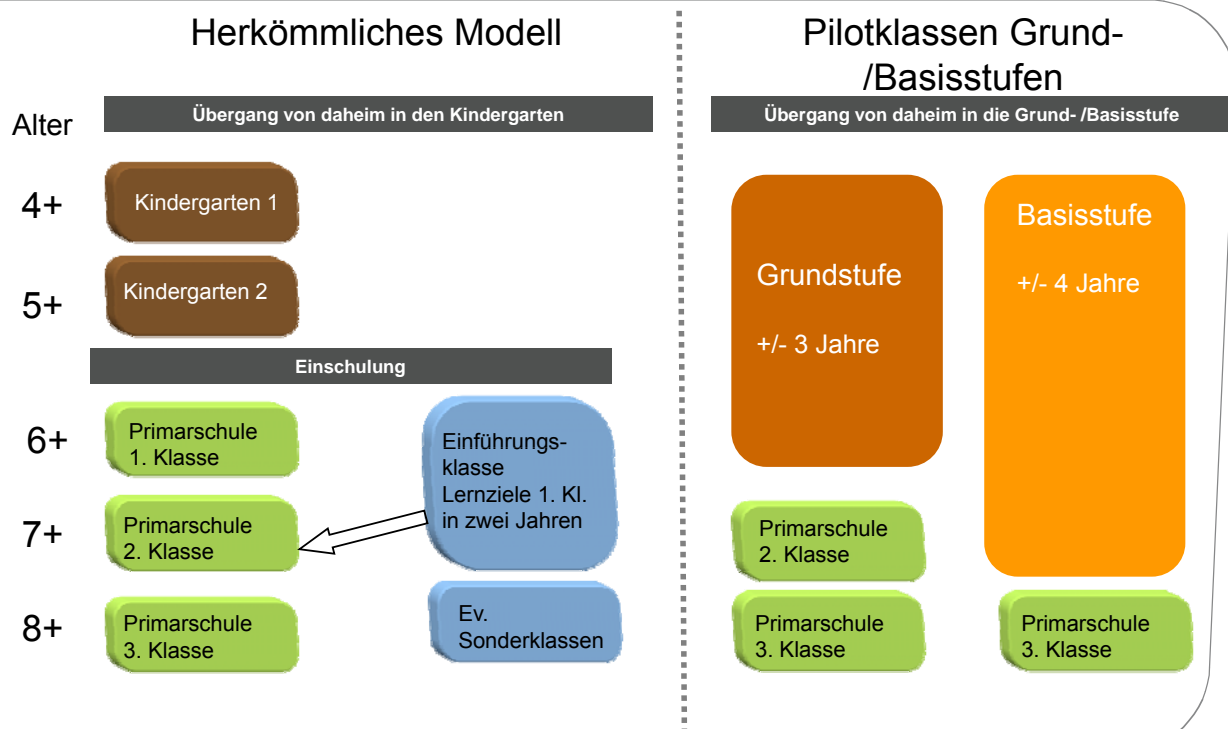 Herkömmliches Modell
Pilotklassen Grund-
/Basisstufen
Alter
Übergang von daheim in den Kindergarten
Übergang von daheim in die Grund- /Basisstufe
4+
Kindergarten 1
5+
Kindergarten 2
Einschulung
6+
Primarschule
1. Klasse
Einführungs-
klasse
Lernziele 1. Kl.
in zwei Jahren
7+
Primarschule
2. Klasse
8+
Primarschule
3. Klasse
Ev.
Sonderklassen
Grundstufe
+/- 3 Jahre
Primarschule
2. Klasse
Primarschule
3. Klasse
Basisstufe
+/- 4 Jahre
Primarschule
3. Klasse